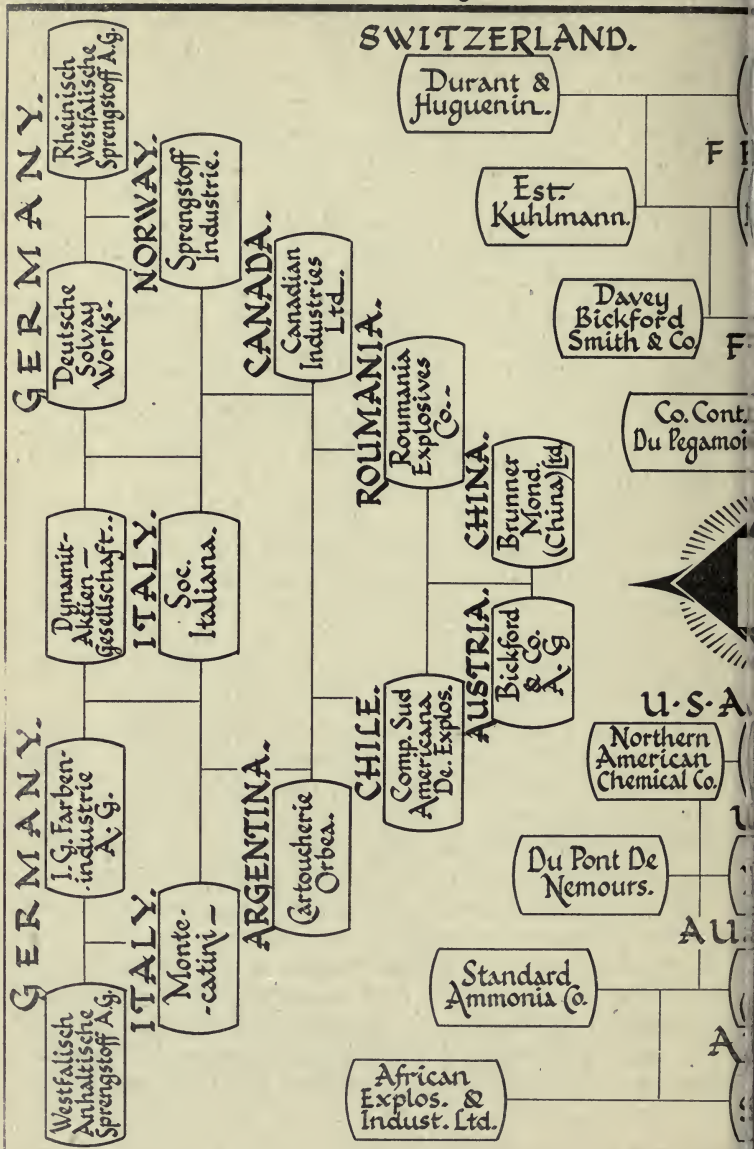 GERMANY.
Westfalisch
Anhaltische
Sprengstoff A.G.
I.G. Farben-
-industrie
A-G.
GERMANY.
Dynamit-
Aktien —
Gesellschaft..
Deutsche
Solvay
Works-
Rheinisch
Westfalische
Sprengstoff A.G.
ITALY.
Monte-
-catini —
ITALY.
Soc.
Italiana.
NORWAY.
Sprengstoff
Industrie.
ARGENTINA.
Cartoucherie
Orbea..
CANADA.
Canadian
Industries
Ltd..
CHILE.
Comp. Sud
Americana
De. Explos.
ROUMANIA.
Roumania
Explosives
Co--
AUSTRIA.
Bickford
& Co.
A-G
CHINA.
Brunner
Mond
(China) Ltd
SWITZERLAND.
Durant &
Huguenin.
F
Est-
Kuhlmann.
Davey
Bickford
Smith & Co
F
Co. Cont.
Du Pegamoi
U.S.A
Northern
American
Chemical Co.
Du Pont De
Nemours.
AU.
Standard
Ammonia Co.
A
African
Explos. &
Indust. Ltd.